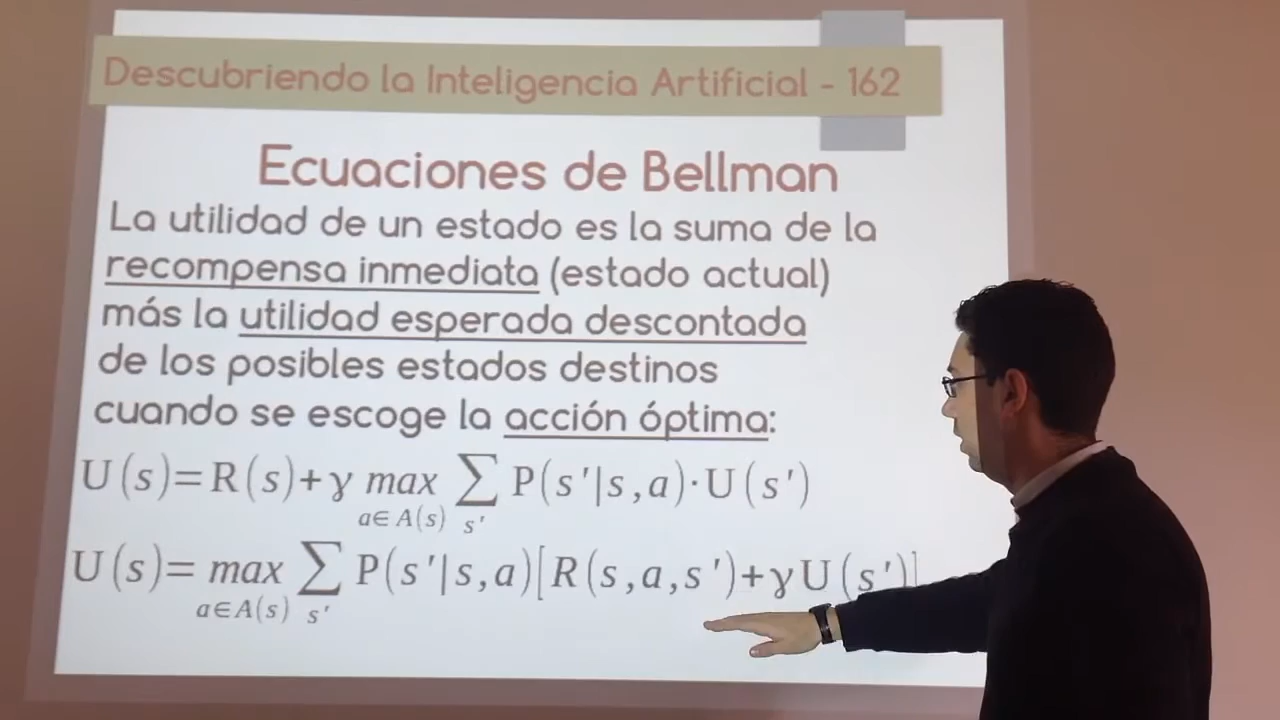 Descubriendo la Inteligencia Artificial - 162
Ecuaciones de Bellman
La utilidad de un estado es la suma de la
recompensa inmediata (estado actual)
más la utilidad esperada descontada
de los posibles estados destinos
cuando se escoge la acción óptima:
U(s)=R(s)+γ max ∑ P(s'|s,a)·U(s')
a∈A(s) s'
U(s)= max ∑ P(s'|s,a)[R(s,a,s')+γU(s')]
a∈A(s) s'